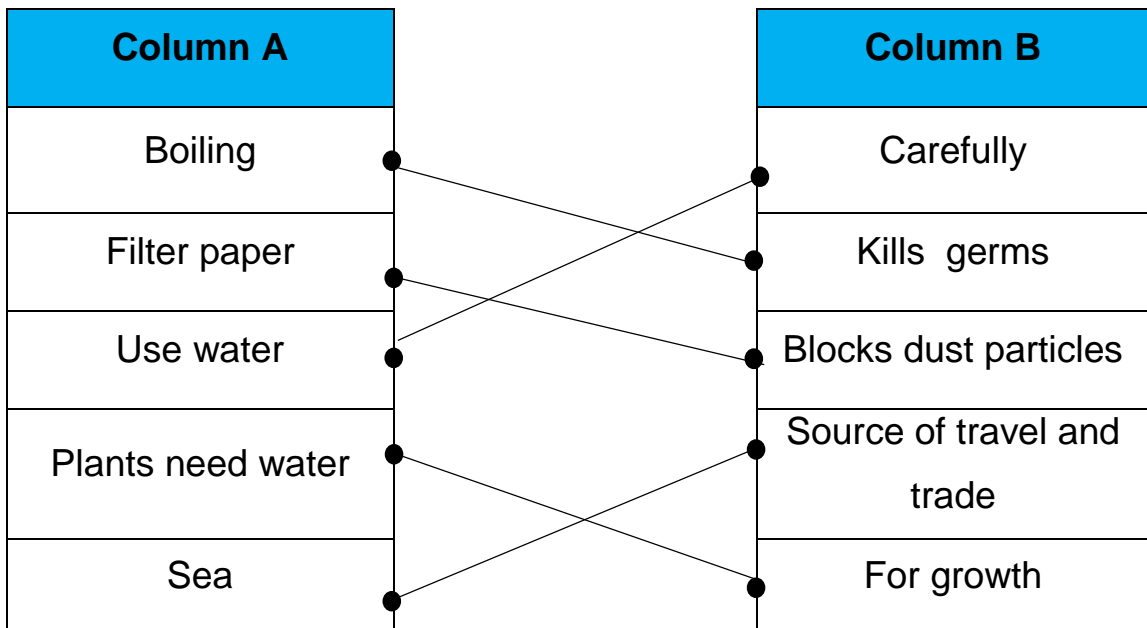 Column A
Column B
Boiling
Carefully
Filter paper
Kills  germs
Use water
Blocks dust particles
Plants need water
Source of travel and
trade
Sea
For growth